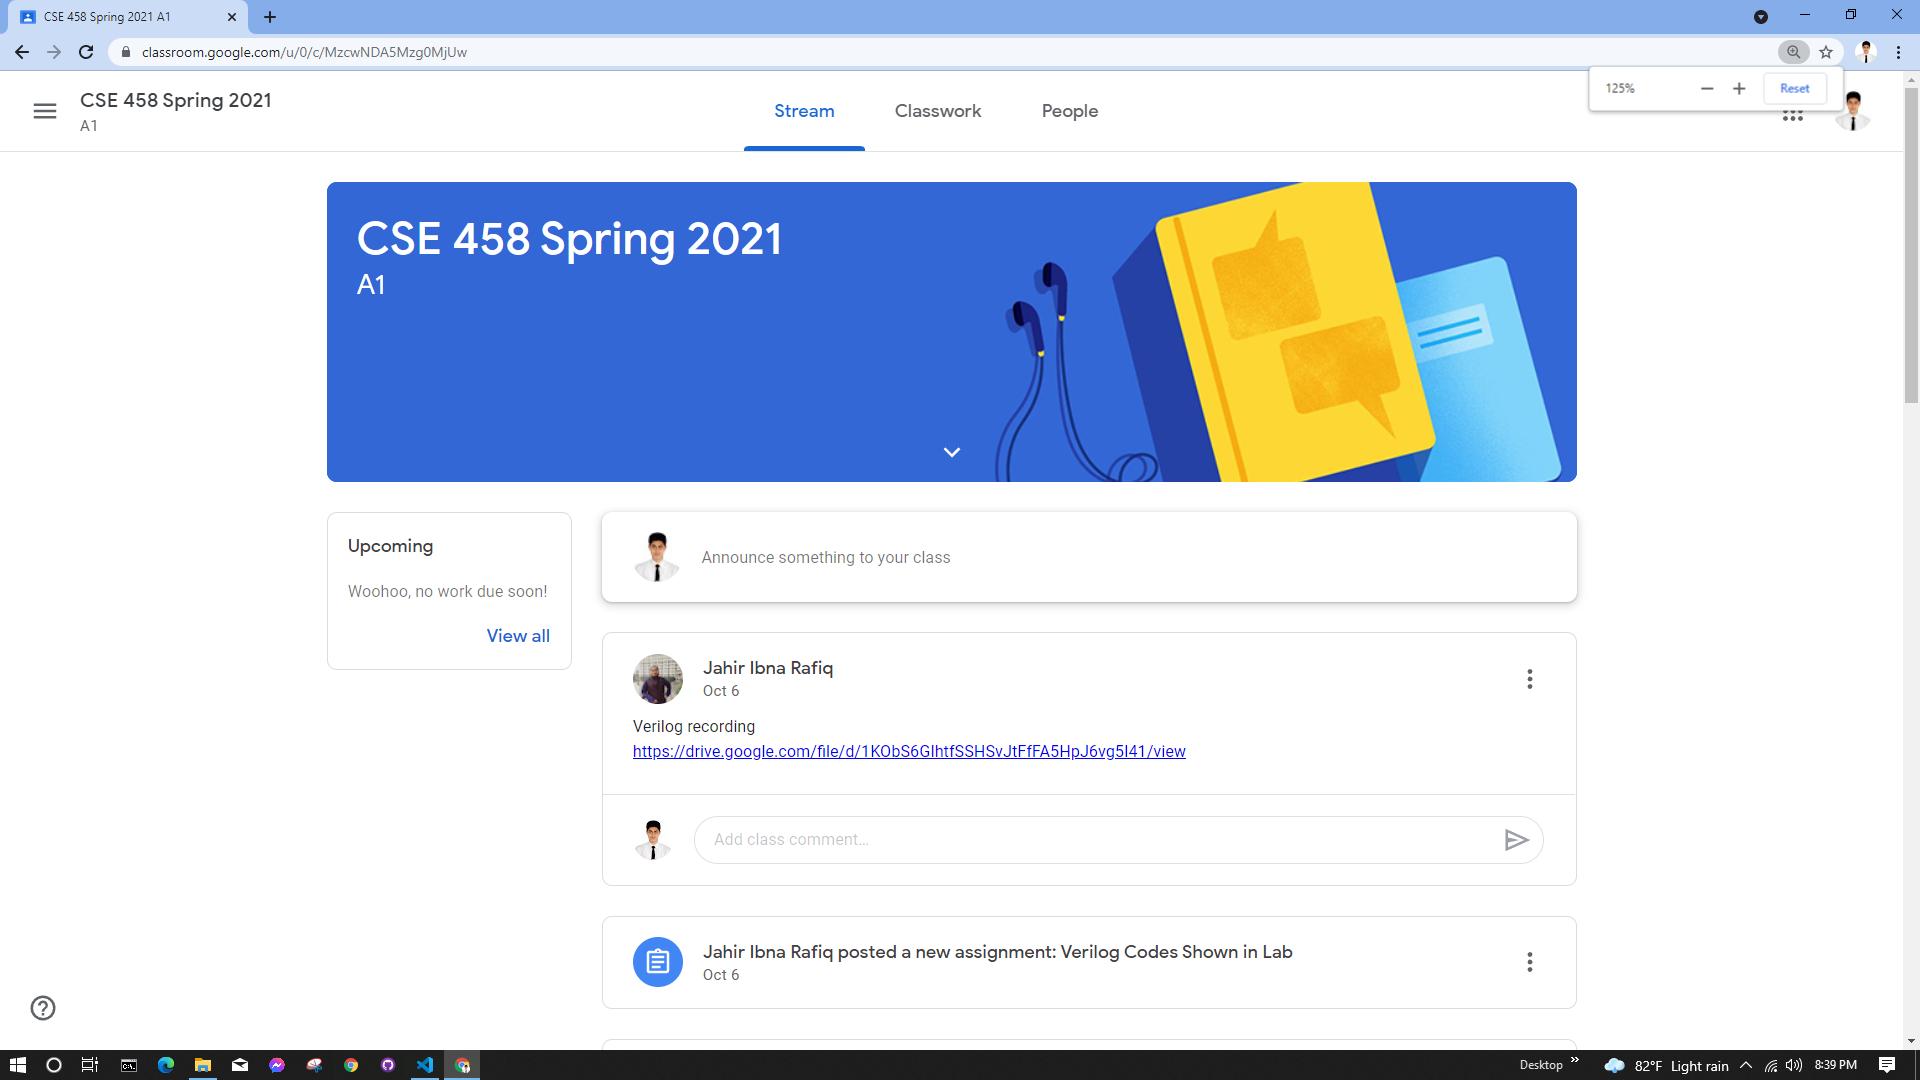 CSE 458 Spring 2021 A1
classroom.google.com/u/0/c/MzcwNDA5Mzg0MjUw
125%
Reset
CSE 458 Spring 2021
A1
Stream
Classwork
People
CSE 458 Spring 2021
A1
Upcoming
Woohoo, no work due soon!
View all
Announce something to your class
Jahir Ibna Rafiq
Oct 6
Verilog recording
https://drive.google.com/file/d/1KObS6GIhtfSSHSvJtFfFA5HpJ6vg5I41/view
Add class comment…
Jahir Ibna Rafiq posted a new assignment: Verilog Codes Shown in Lab
Oct 6
Desktop
82°F Light rain
8:39 PM